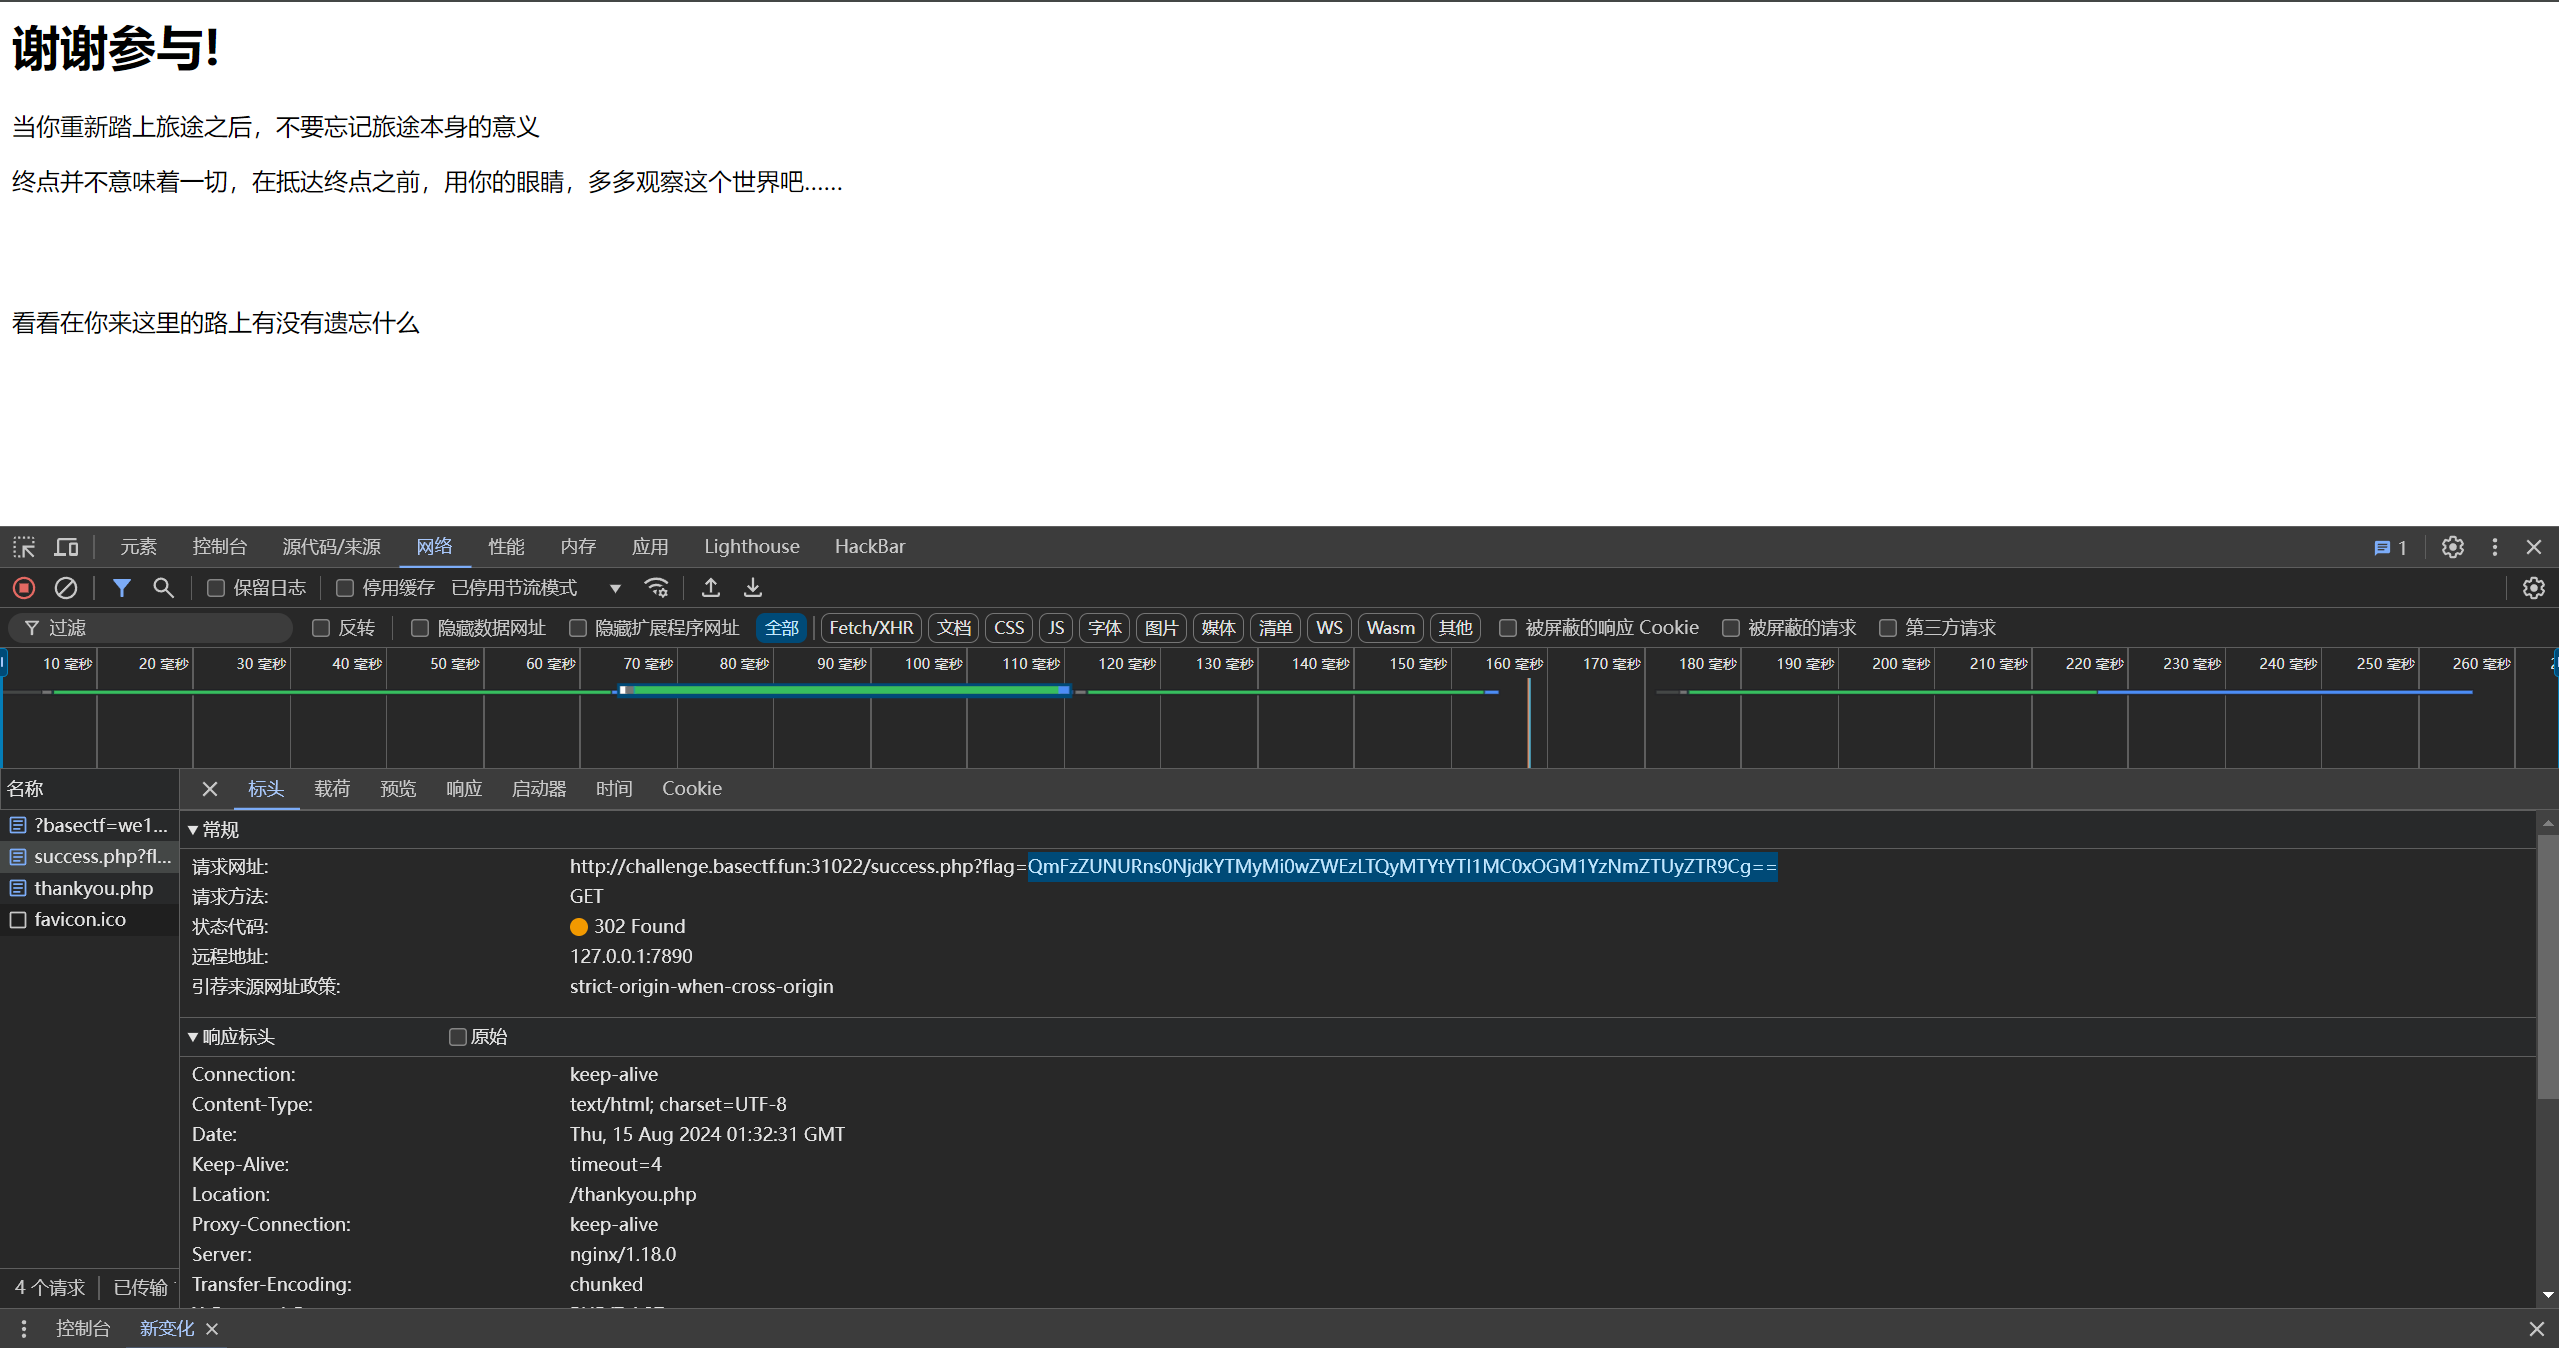 谢谢参与!
当你重新踏上旅途之后，不要忘记旅途本身的意义
终点并不意味着一切，在抵达终点之前，用你的眼睛，多多观察这个世界吧……
看看在你来这里的路上有没有遗忘什么
元素 控制台 源代码/来源 网络 性能 内存 应用 Lighthouse HackBar 1
保留日志 停用缓存 已停用节流模式
过滤 反转 隐藏数据网址 隐藏扩展程序网址 全部 Fetch/XHR 文档 CSS JS 字体 图片 媒体 清单 WS Wasm 其他 被屏蔽的响应 Cookie 被屏蔽的请求 第三方请求
10 毫秒 20 毫秒 30 毫秒 40 毫秒 50 毫秒 60 毫秒 70 毫秒 80 毫秒 90 毫秒 100 毫秒 110 毫秒 120 毫秒 130 毫秒 140 毫秒 150 毫秒 160 毫秒 170 毫秒 180 毫秒 190 毫秒 200 毫秒 210 毫秒 220 毫秒 230 毫秒 240 毫秒 250 毫秒 260 毫秒
名称 标头 载荷 预览 响应 启动器 时间 Cookie
?basectf=we1...
success.php?fl...
thankyou.php
favicon.ico
常规
请求网址: http://challenge.basectf.fun:31022/success.php?flag=QmFzZUNURns0NjdkYTMyMi0wZWEzLTQyMTYtYTI1MC0xOGM1YzNmZTUyZTR9Cg==
请求方法: GET
状态代码: 302 Found
远程地址: 127.0.0.1:7890
引荐来源网址政策: strict-origin-when-cross-origin
响应标头 原始
Connection: keep-alive
Content-Type: text/html; charset=UTF-8
Date: Thu, 15 Aug 2024 01:32:31 GMT
Keep-Alive: timeout=4
Location: /thankyou.php
Proxy-Connection: keep-alive
Server: nginx/1.18.0
Transfer-Encoding: chunked
4 个请求 已传输
控制台 新变化